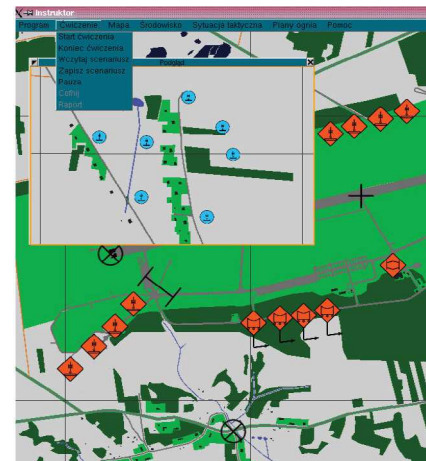 Instruktor
Program Ćwiczenie Mapa Środowisko Sytuacja taktyczna Plany ognia Pomoc
Start ćwiczenia
Koniec ćwiczenia
Wczytaj scenariusz
Zapisz scenariusz
Pauza
Cofnij
Raport
Podgląd